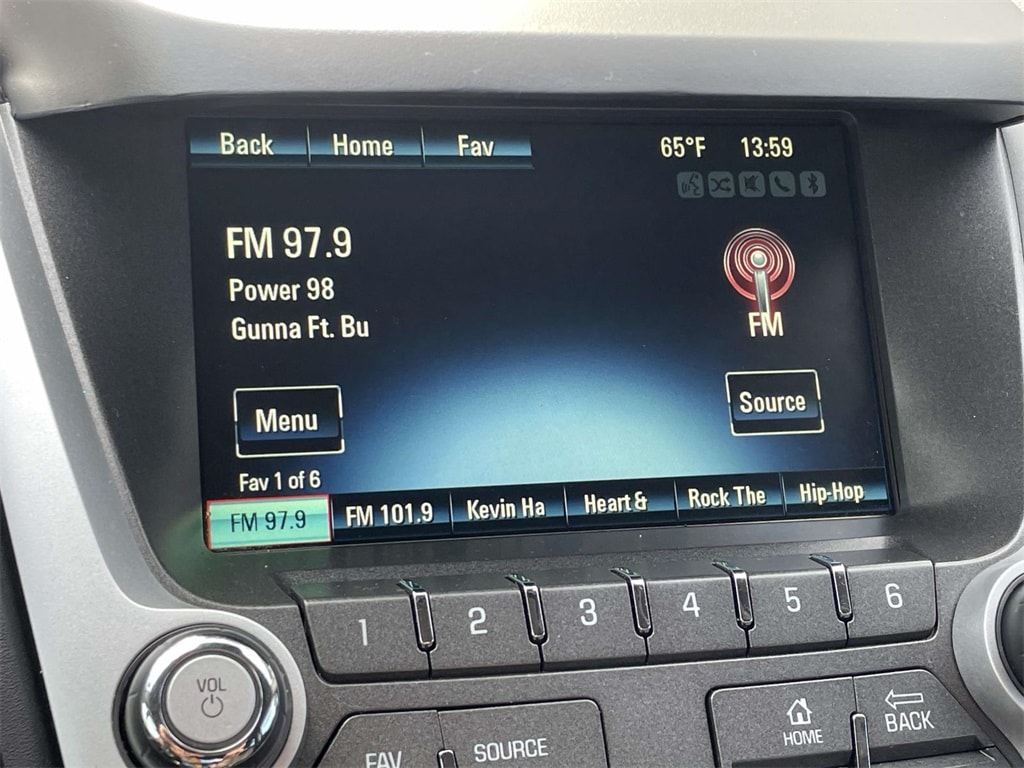 Back Home Fav 65°F 13:59
FM 97.9
Power 98
Gunna Ft. Bu
FM
Menu Source
Fav 1 of 6
FM 97.9 FM 101.9 Kevin Ha Heart & Rock The Hip-Hop
1 2 3 4 5 6
VOL
FAV SOURCE HOME BACK